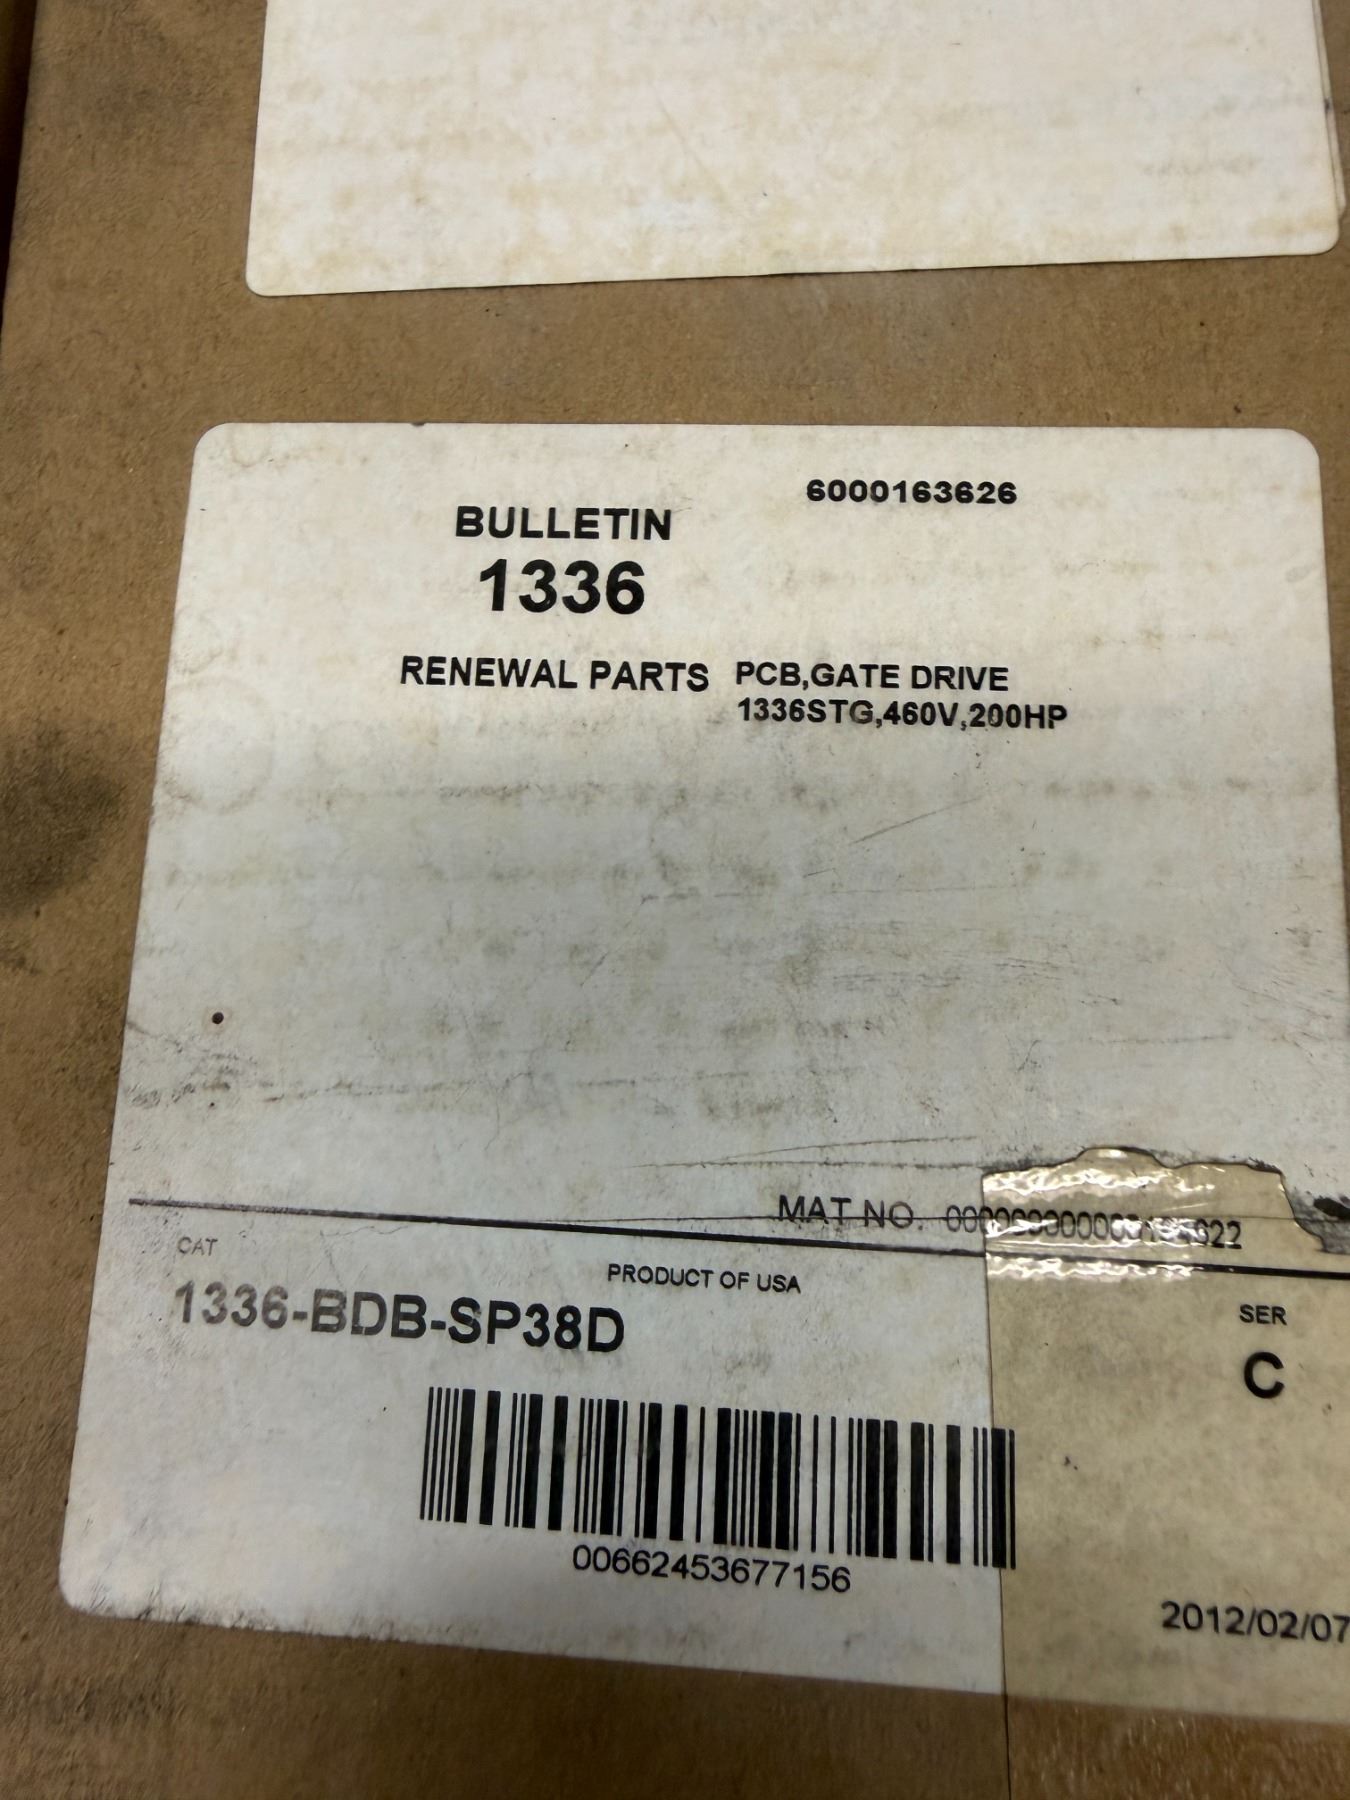 6000163626
BULLETIN
1336
RENEWAL PARTS PCB,GATE DRIVE
1336STG,460V,200HP
MAT NO.
CAT
PRODUCT OF USA
1336-BDB-SP38D
SER
C
00662453677156
2012/02/07